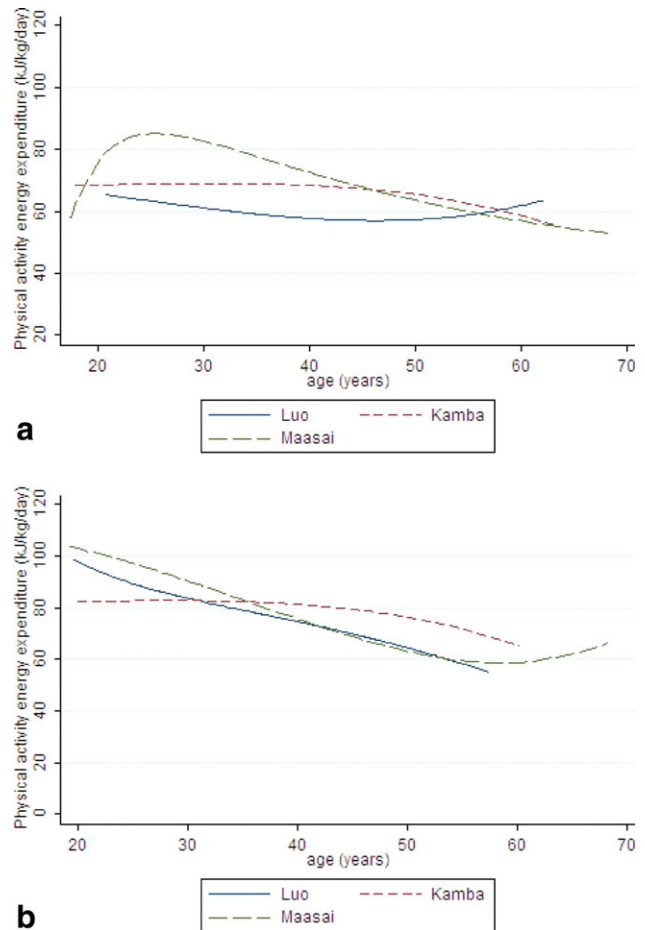 Physical activity energy expenditure (kJ/kg/day)
120
100
80
60
40
20
20 30 40 50 60 70
age (years)
Luo Kamba
Maasai
a
Physical activity energy expenditure (kJ/kg/day)
120
100
80
60
40
20
0
20 30 40 50 60 70
age (years)
Luo Kamba
Maasai
b